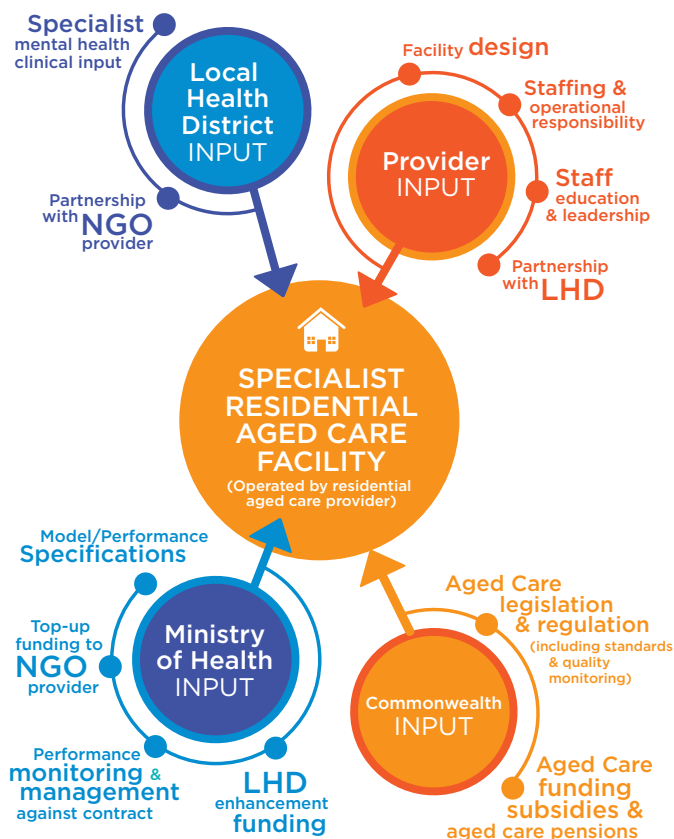 Specialist
mental health
clinical input
Local
Health
District
INPUT
Partnership
with NGO
provider
Facility design
Staffing &
operational
responsibility
Provider
INPUT
Staff
education
& leadership
Partnership
with LHD
SPECIALIST
RESIDENTIAL
AGED CARE
FACILITY
(Operated by residential
aged care provider)
Model/Performance
Specifications
Top-up
funding to
NGO
provider
Ministry
of Health
INPUT
Performance
monitoring &
management
against contract
LHD
enhancement
funding
Aged Care
legislation
& regulation
(including standards
& quality
monitoring)
Commonwealth
INPUT
Aged Care
funding
subsidies &
aged care pensions